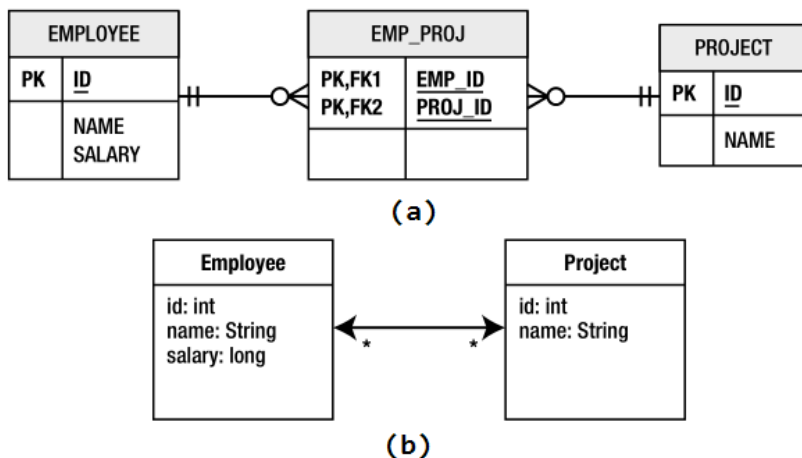 EMPLOYEE
PK ID
NAME
SALARY
EMP_PROJ
PK,FK1 EMP_ID
PK,FK2 PROJ_ID
PROJECT
PK ID
NAME
(a)
Employee
id: int
name: String
salary: long
* *
Project
id: int
name: String
(b)